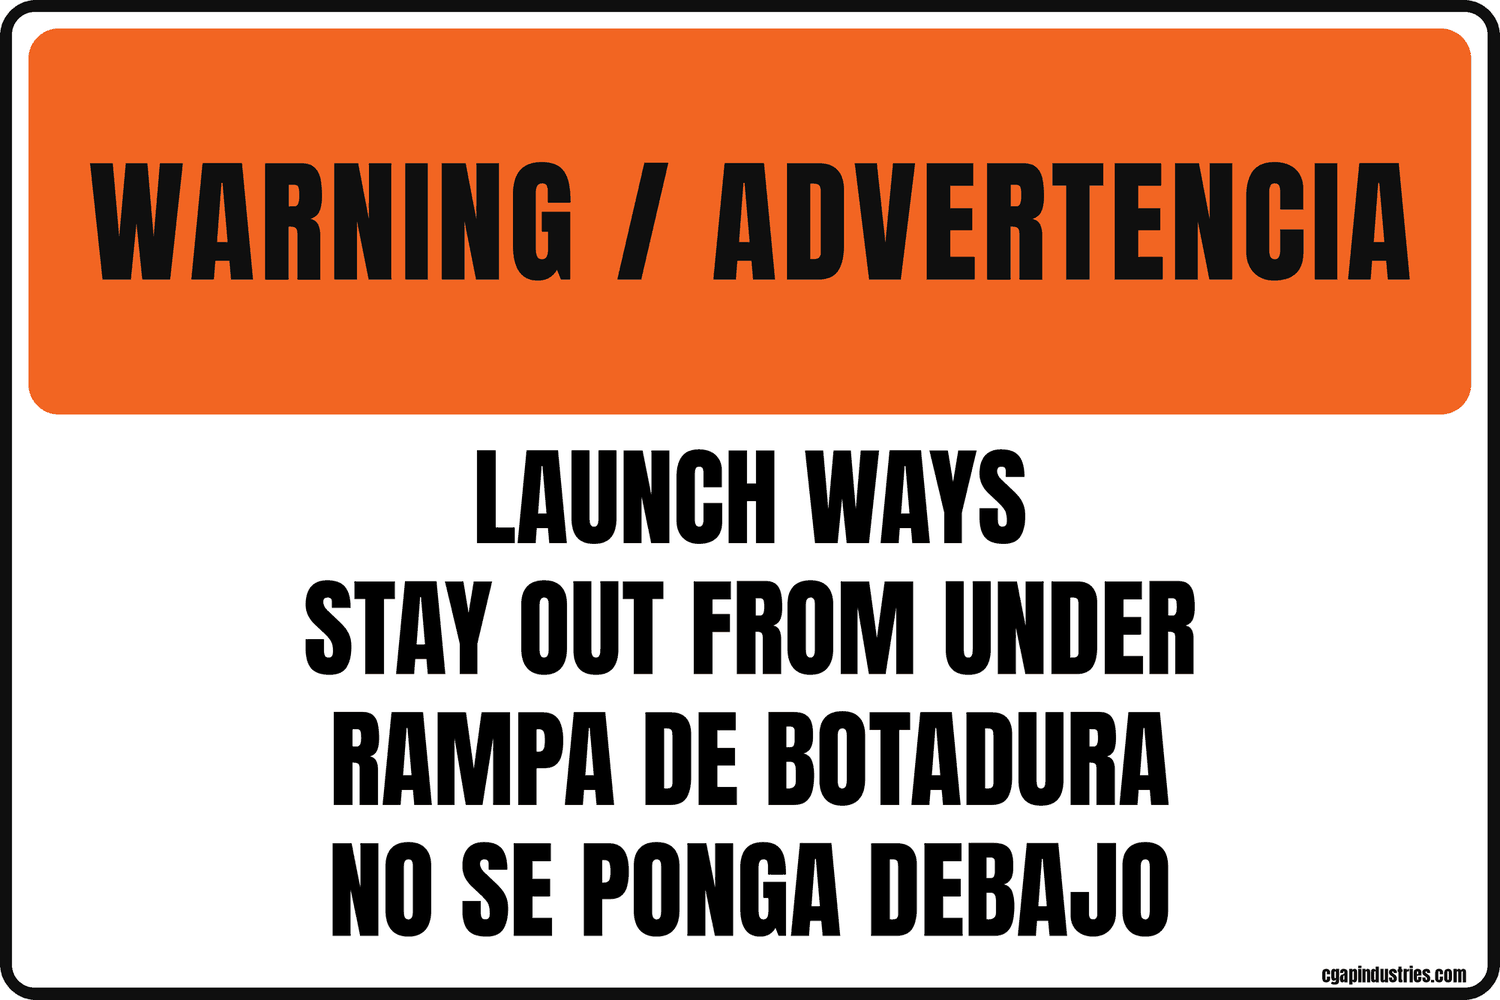 WARNING / ADVERTENCIA
LAUNCH WAYS
STAY OUT FROM UNDER
RAMPA DE BOTADURA
NO SE PONGA DEBAJO
cgapindustries.com